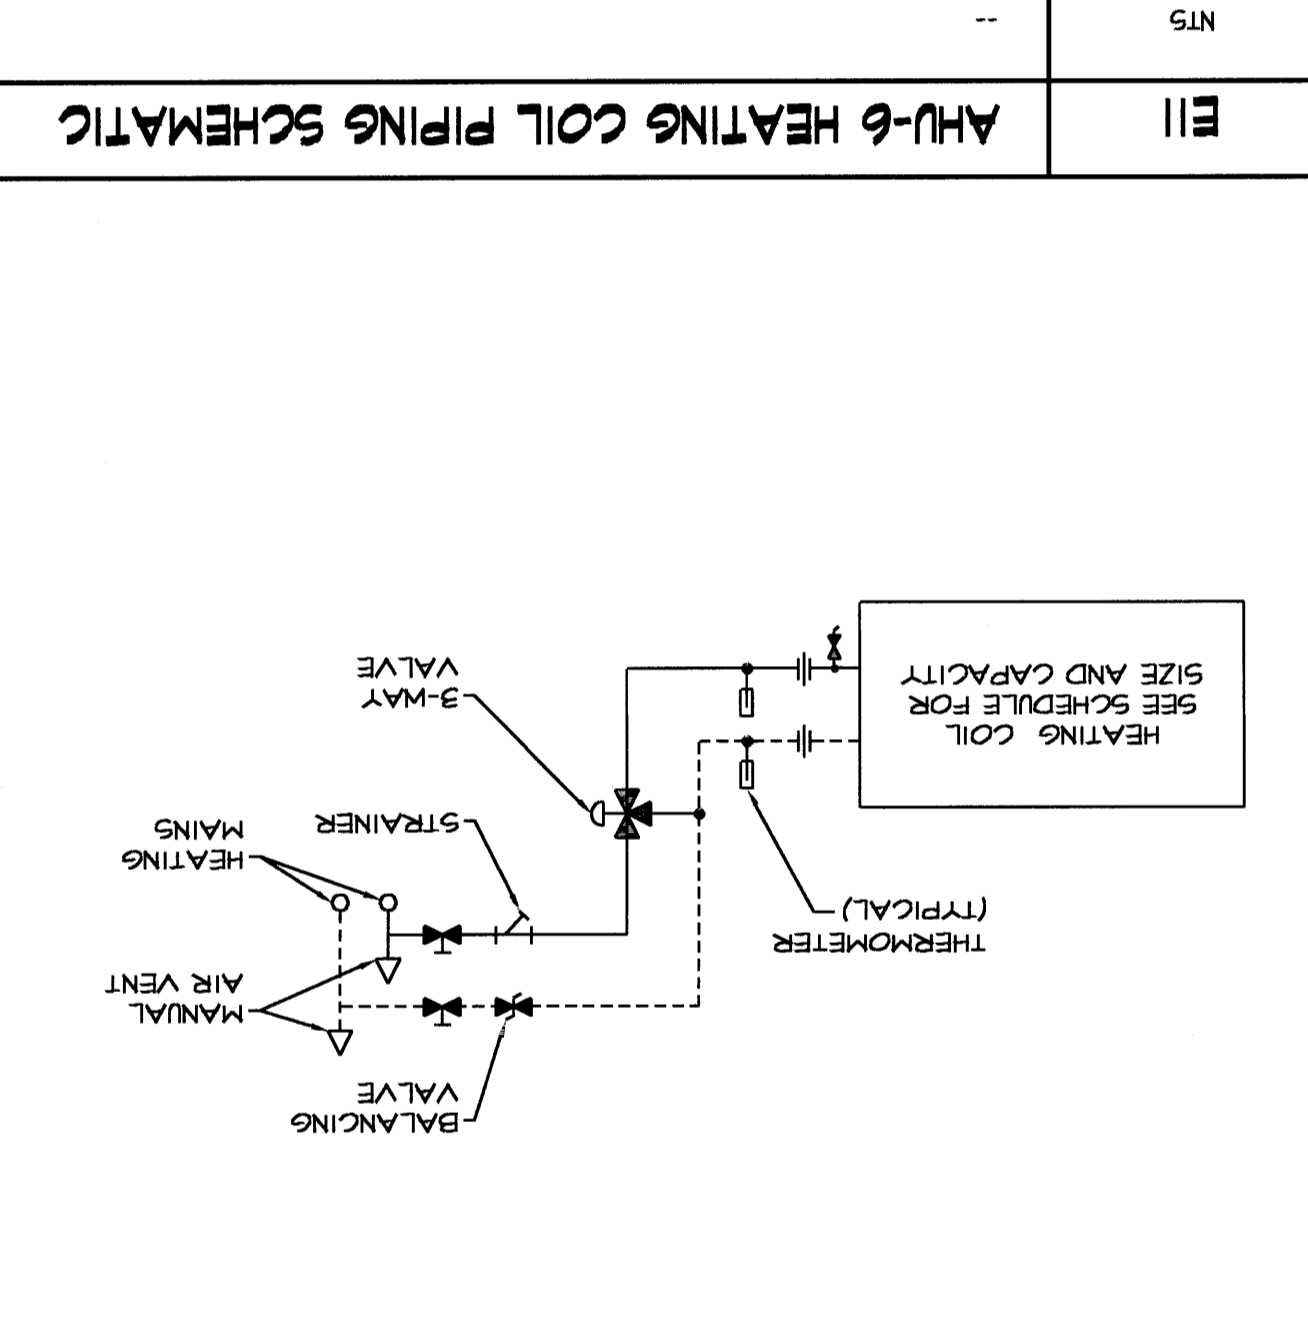 BALANCING
VALVE
MANUAL
AIR VENT
THERMOMETER
(TYPICAL)
HEATING
MAINS
STRAINER
3-WAY
VALVE
HEATING COIL
SEE SCHEDULE FOR
SIZE AND CAPACITY
E11
AHU-6 HEATING COIL PIPING SCHEMATIC
NTS
--